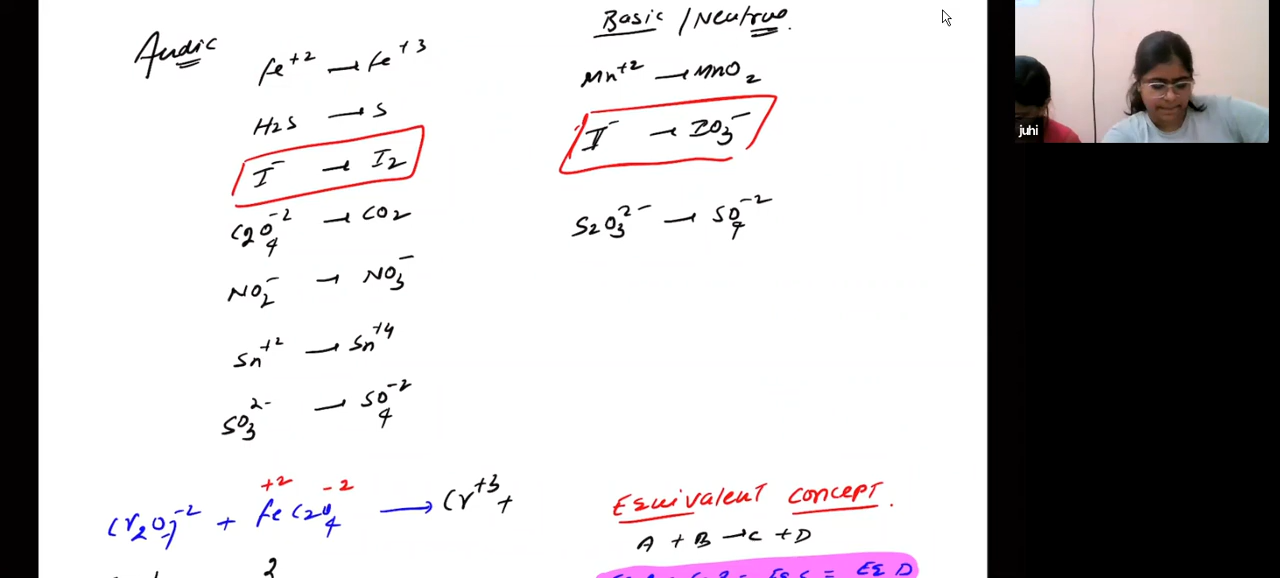 Acidic
Fe+2 → Fe+3
H2S → S
I- → I2
C2O4-2 → CO2
NO2- → NO3-
Sn+2 → Sn+4
SO3 2- → SO4-2
Basic / Neutral
Mn+2 → MnO2
I- → IO3-
S2O3 2- → SO4-2
juhi
+2 -2
Cr2O7-2 + FeC2O4 → Cr+3 +
2
Equivalent concept.
A + B → C + D
Eq D